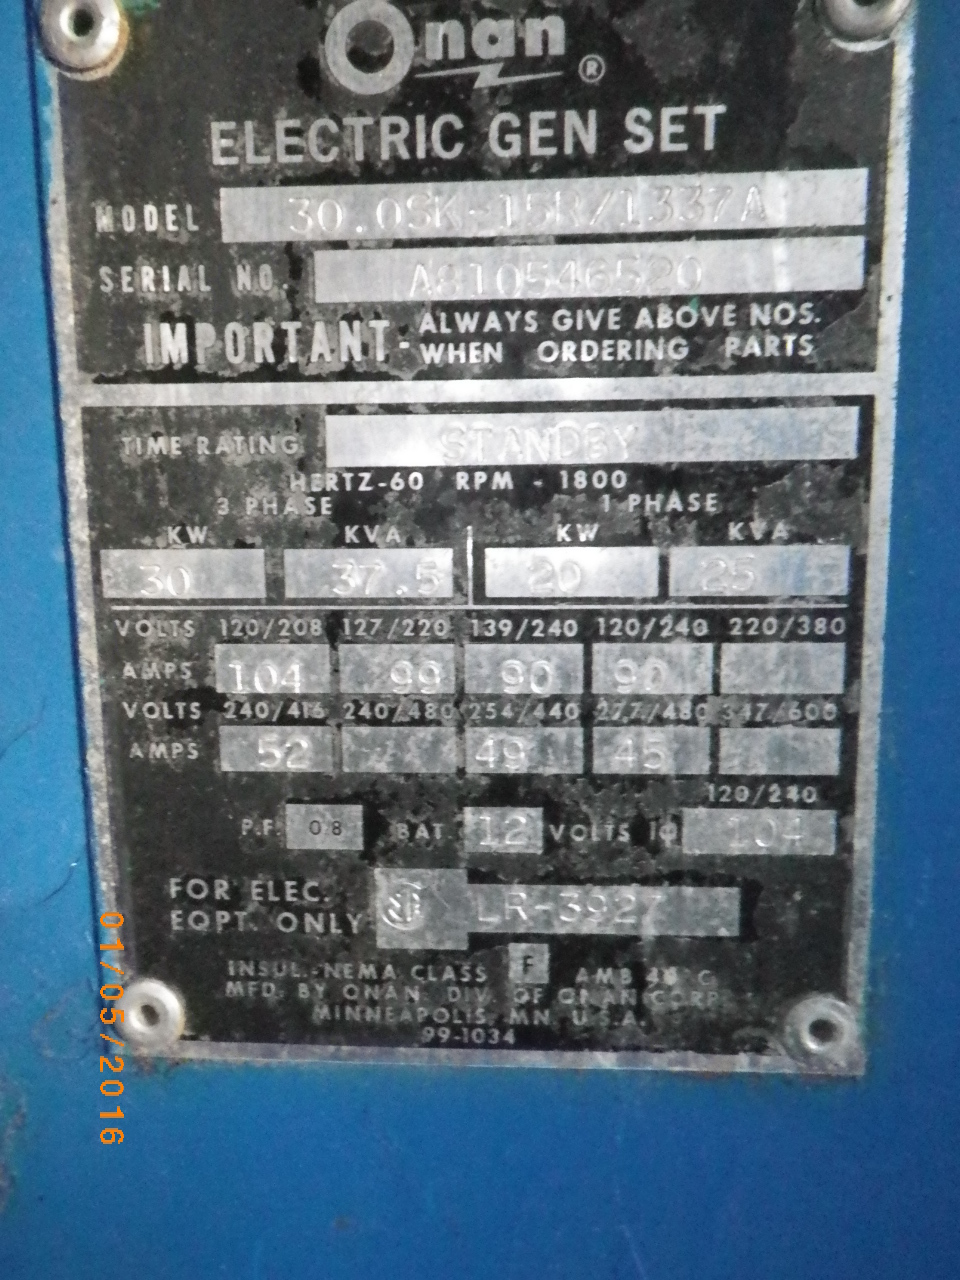 Onan ®
ELECTRIC GEN SET
MODEL 30.0SK-15R/1337A
SERIAL NO. A810546520
IMPORTANT- ALWAYS GIVE ABOVE NOS.
WHEN ORDERING PARTS
TIME RATING STANDBY
HERTZ-60 RPM - 1800
3 PHASE 1 PHASE
KW KVA KW KVA
30 37.5 20 25
VOLTS 120/208 127/220 139/240 120/240 220/380
AMPS 104 99 90 90
VOLTS 240/416 240/480 254/440 277/480 347/600
AMPS 52 49 45
120/240
P.F. 0.8 BAT 12 VOLTS 1Φ 104
FOR ELEC.
EQPT. ONLY LR-3927
INSUL.-NEMA CLASS F AMB 40°C
MFD. BY ONAN. DIV. OF ONAN CORP.
MINNEAPOLIS, MN. U.S.A.
99-1034
01/05/2016